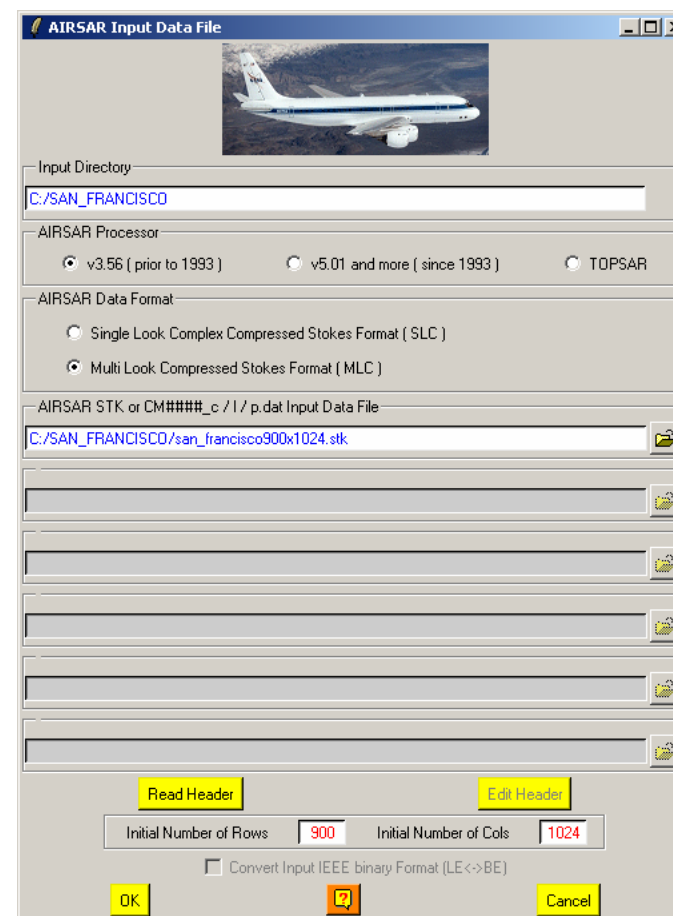 AIRSAR Input Data File
Input Directory
C:/SAN_FRANCISCO
AIRSAR Processor
v3.56 ( prior to 1993 ) v5.01 and more ( since 1993 ) TOPSAR
AIRSAR Data Format
Single Look Complex Compressed Stokes Format ( SLC )
Multi Look Compressed Stokes Format ( MLC )
AIRSAR STK or CM####_c / l / p.dat Input Data File
C:/SAN_FRANCISCO/san_francisco900x1024.stk
Read Header Edit Header
Initial Number of Rows 900 Initial Number of Cols 1024
Convert Input IEEE binary Format (LE<->BE)
OK ? Cancel